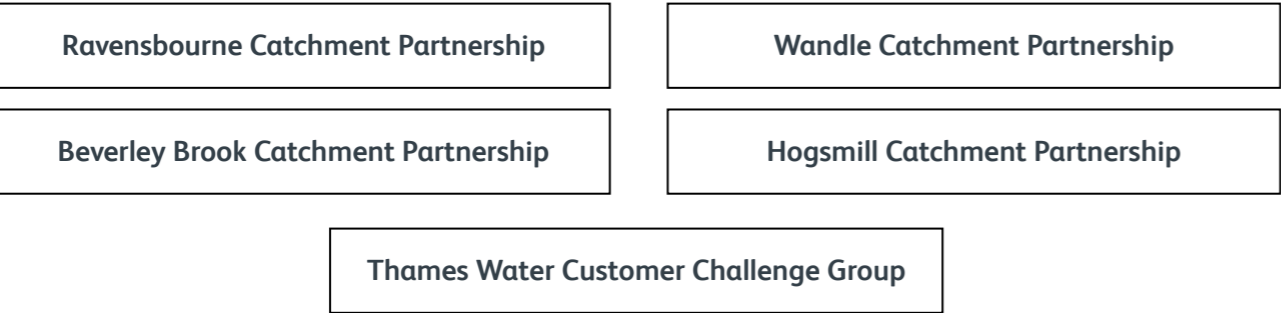 Ravensbourne Catchment Partnership
Wandle Catchment Partnership
Beverley Brook Catchment Partnership
Hogsmill Catchment Partnership
Thames Water Customer Challenge Group